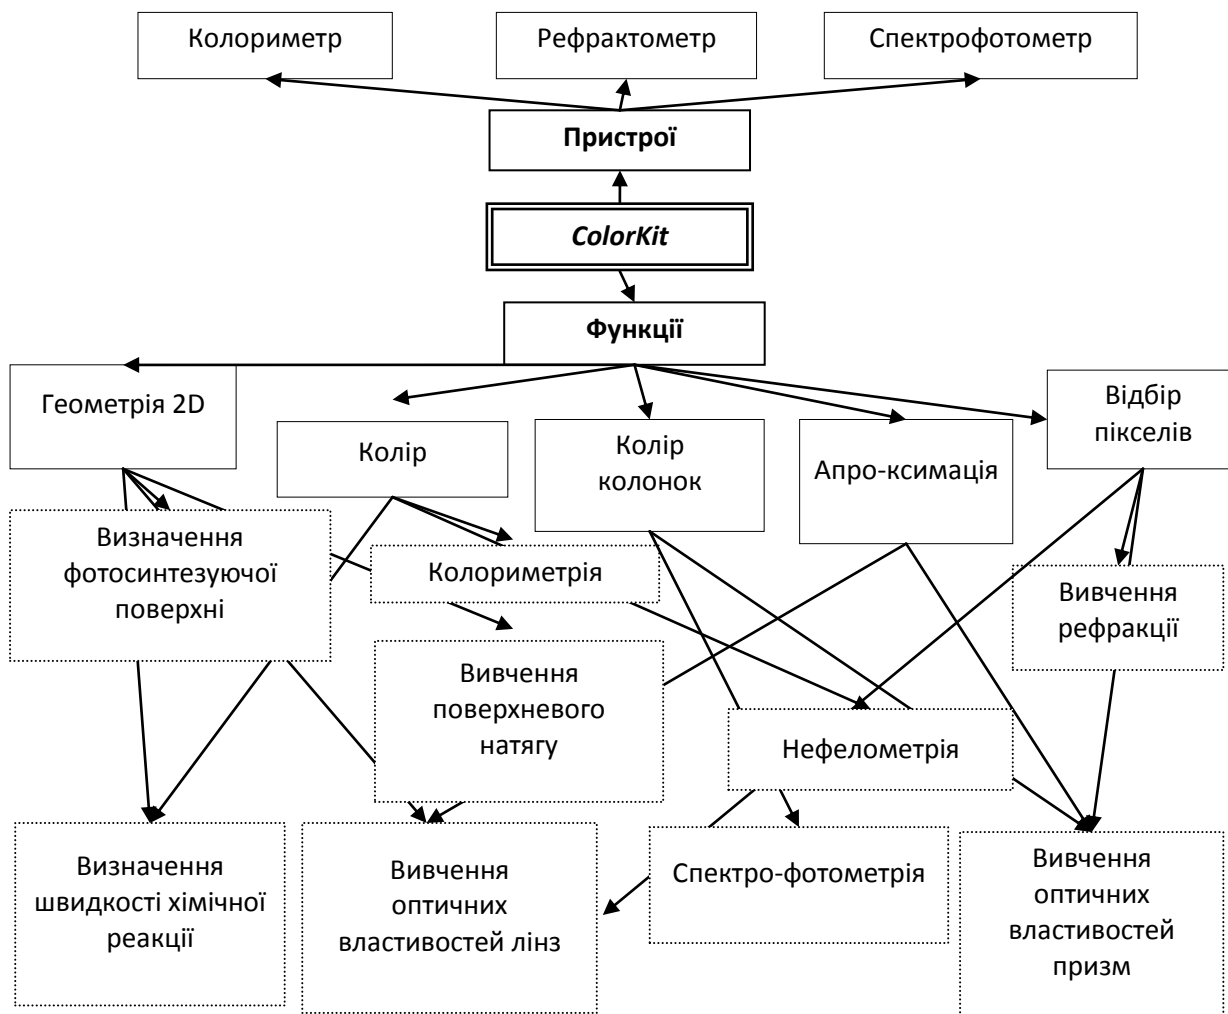 Колориметр
Рефрактометр
Спектрофотометр
Пристрої
ColorKit
Функції
Геометрія 2D
Колір
Колір
колонок
Апро-ксимація
Відбір
пікселів
Визначення
фотосинтезуючої
поверхні
Колориметрія
Вивчення
рефракції
Вивчення
поверхневого
натягу
Нефелометрія
Визначення
швидкості хімічної
реакції
Вивчення
оптичних
властивостей лінз
Спектро-фотометрія
Вивчення
оптичних
властивостей
призм